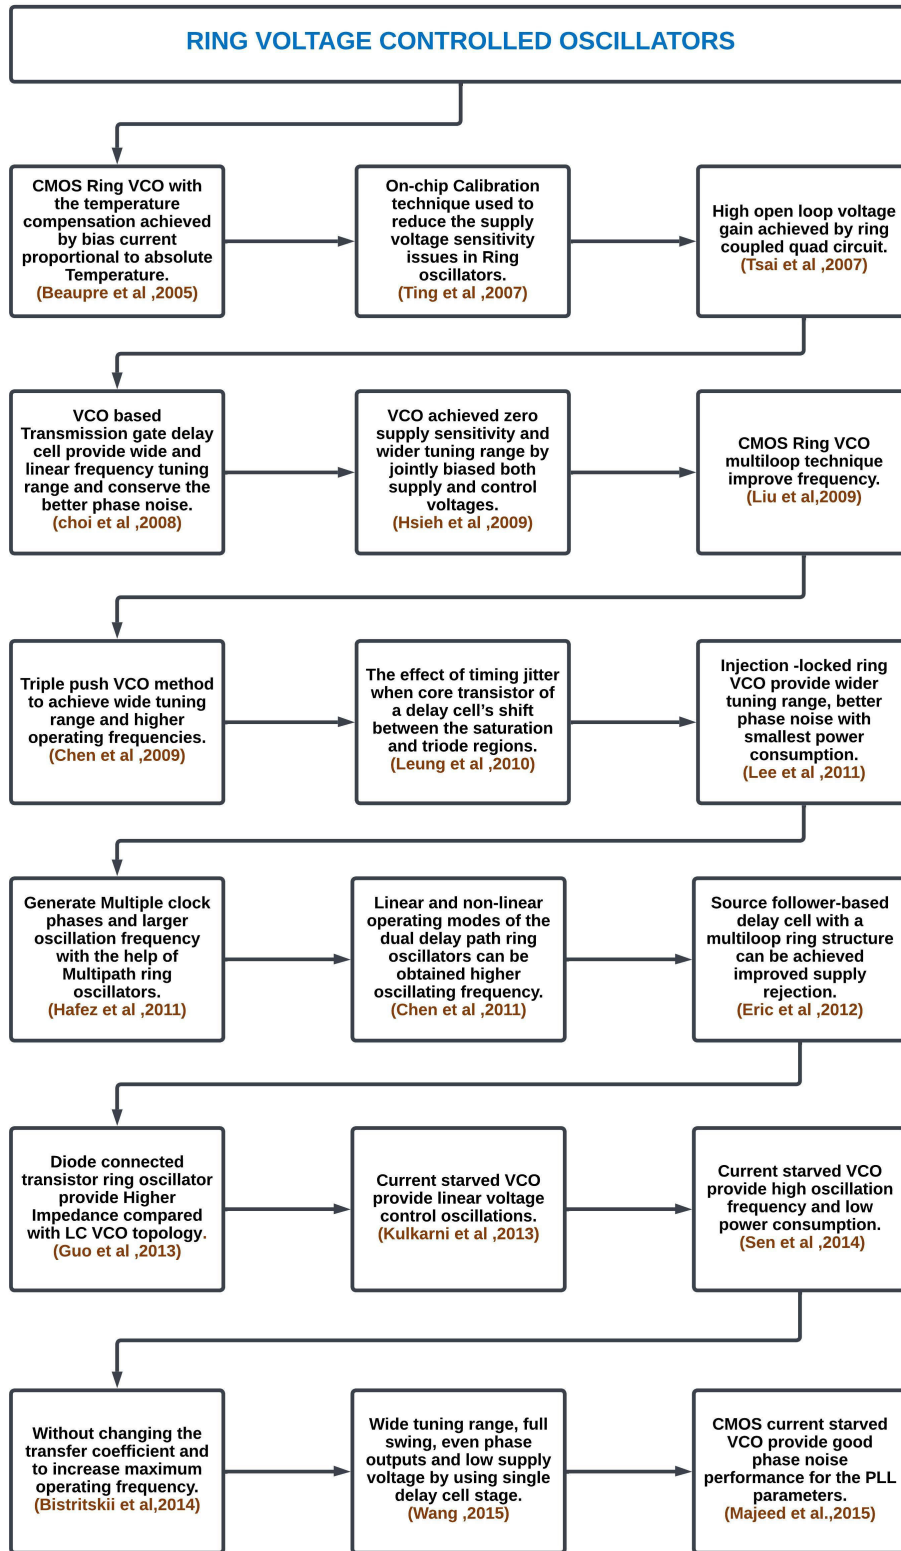 RING VOLTAGE CONTROLLED OSCILLATORS
CMOS Ring VCO with
the temperature
compensation achieved
by bias current
proportional to absolute
Temperature.
(Beaupre et al ,2005)
On-chip Calibration
technique used to
reduce the supply
voltage sensitivity
issues in Ring
oscillators.
(Ting et al ,2007)
High open loop voltage
gain achieved by ring
coupled quad circuit.
(Tsai et al ,2007)
VCO based
Transmission gate delay
cell provide wide and
linear frequency tuning
range and conserve the
better phase noise.
(choi et al ,2008)
VCO achieved zero
supply sensitivity and
wider tuning range by
jointly biased both
supply and control
voltages.
(Hsieh et al ,2009)
CMOS Ring VCO
multiloop technique
improve frequency.
(Liu et al,2009)
Triple push VCO method
to achieve wide tuning
range and higher
operating frequencies.
(Chen et al ,2009)
The effect of timing jitter
when core transistor of
a delay cell's shift
between the saturation
and triode regions.
(Leung et al ,2010)
Injection -locked ring
VCO provide wider
tuning range, better
phase noise with
smallest power
consumption.
(Lee et al ,2011)
Generate Multiple clock
phases and larger
oscillation frequency
with the help of
Multipath ring
oscillators.
(Hafez et al ,2011)
Linear and non-linear
operating modes of the
dual delay path ring
oscillators can be
obtained higher
oscillating frequency.
(Chen et al ,2011)
Source follower-based
delay cell with a
multiloop ring structure
can be achieved
improved supply
rejection.
(Eric et al ,2012)
Diode connected
transistor ring oscillator
provide Higher
Impedance compared
with LC VCO topology.
(Guo et al ,2013)
Current starved VCO
provide linear voltage
control oscillations.
(Kulkarni et al ,2013)
Current starved VCO
provide high oscillation
frequency and low
power consumption.
(Sen et al ,2014)
Without changing the
transfer coefficient and
to increase maximum
operating frequency.
(Bistritskii et al,2014)
Wide tuning range, full
swing, even phase
outputs and low supply
voltage by using single
delay cell stage.
(Wang ,2015)
CMOS current starved
VCO provide good
phase noise
performance for the PLL
parameters.
(Majeed et al.,2015)